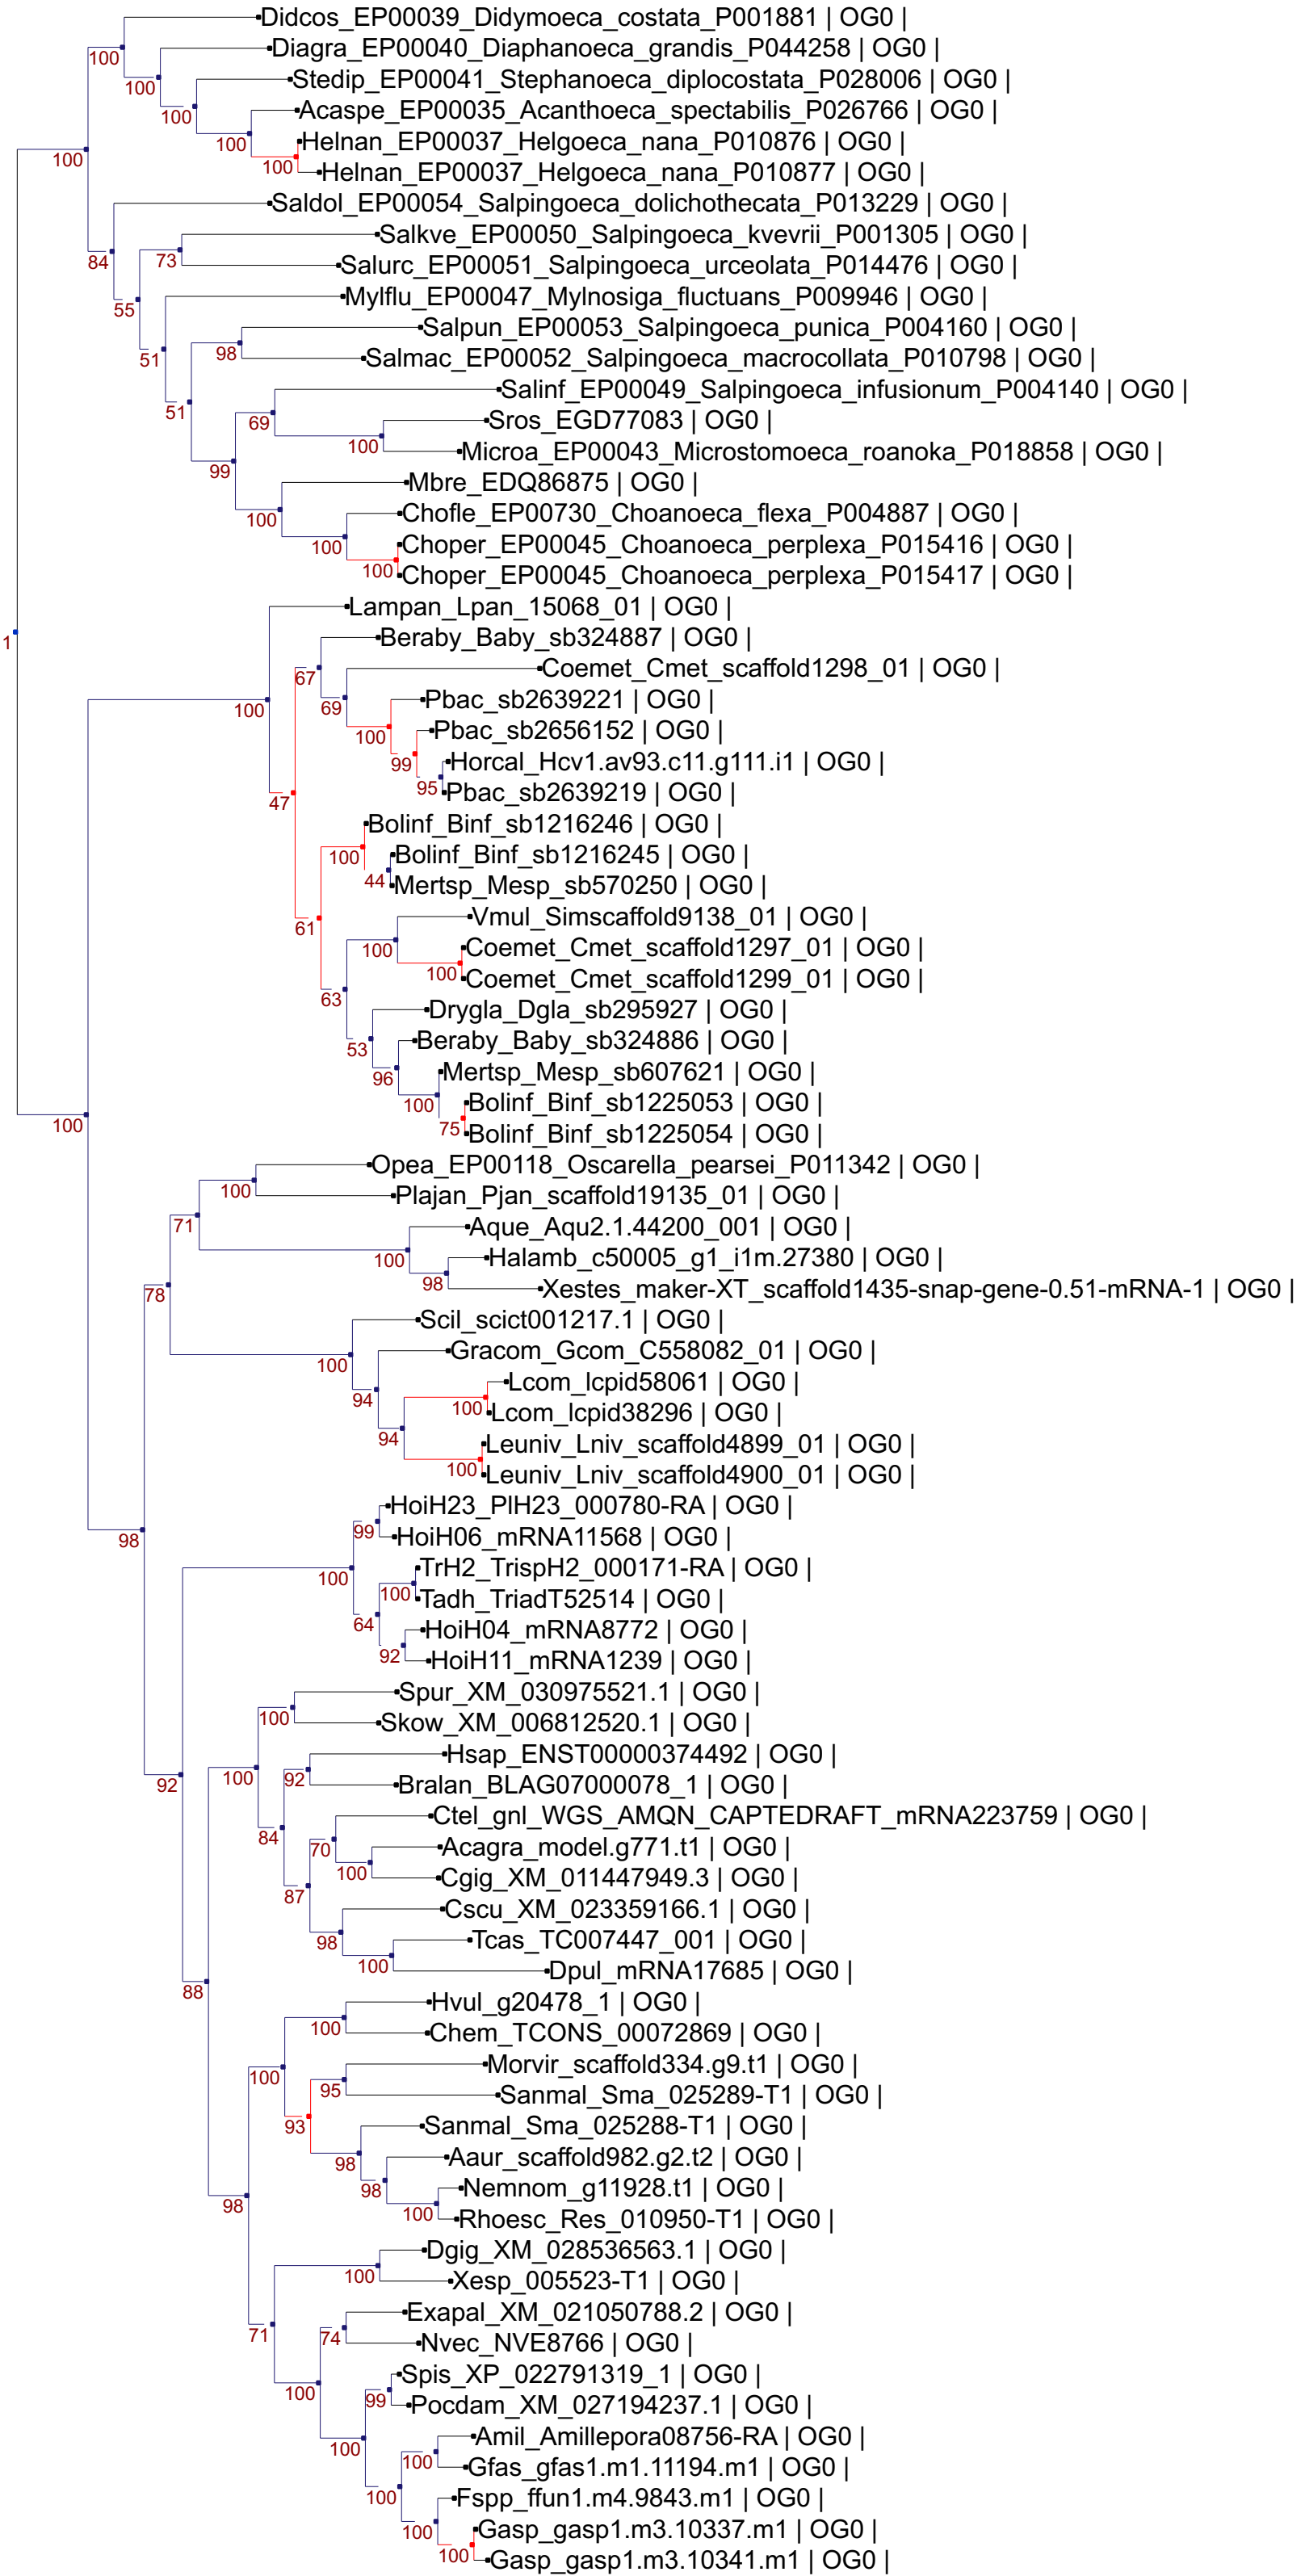 Didcos_EP00039_Didymoeca_costata_P001881 | OG0 |
Diagra_EP00040_Diaphanoeca_grandis_P044258 | OG0 |
100
Stedip_EP00041_Stephanoeca_diplocostata_P028006 | OG0 |
100
Acaspe_EP00035_Acanthoeca_spectabilis_P026766 | OG0 |
100
Helnan_EP00037_Helgoeca_nana_P010876 | OG0 |
100
100
100
Helnan_EP00037_Helgoeca_nana_P010877 | OG0 |
Saldol_EP00054_Salpingoeca_dolichothecata_P013229 | OG0 |
Salkve_EP00050_Salpingoeca_kvevrii_P001305 | OG0 |
84
73
Salurc_EP00051_Salpingoeca_urceolata_P014476 | OG0 |
Mylflu_EP00047_Mylnosiga_fluctuans_P009946 | OG0 |
55
Salpun_EP00053_Salpingoeca_punica_P004160 | OG0 |
98
51
Salmac_EP00052_Salpingoeca_macrocollata_P010798 | OG0 |
Salinf_EP00049_Salpingoeca_infusionum_P004140 | OG0 |
51
69
Sros_EGD77083 | OG0 |
100
Microa_EP00043_Microstomoeca_roanoka_P018858 | OG0 |
99
Mbre_EDQ86875 | OG0 |
Chofle_EP00730_Choanoeca_flexa_P004887 | OG0 |
100
Choper_EP00045_Choanoeca_perplexa_P015416 | OG0 |
100
100
Choper_EP00045_Choanoeca_perplexa_P015417 | OG0 |
Lampan_Lpan_15068_01 | OG0 |
Beraby_Baby_sb324887 | OG0 |
1
Coemet_Cmet_scaffold1298_01 | OG0 |
67
Pbac_sb2639221 | OG0 |
100
69
Pbac_sb2656152 | OG0 |
100
Horcal_Hcv1.av93.c11.g111.i1 | OG0 |
99
95
Pbac_sb2639219 | OG0 |
47
Bolinf_Binf_sb1216246 | OG0 |
Bolinf_Binf_sb1216245 | OG0 |
100
44
Mertsp_Mesp_sb570250 | OG0 |
Vmul_Simscaffold9138_01 | OG0 |
61
Coemet_Cmet_scaffold1297_01 | OG0 |
100
100
Coemet_Cmet_scaffold1299_01 | OG0 |
63
Drygla_Dgla_sb295927 | OG0 |
Beraby_Baby_sb324886 | OG0 |
53
Mertsp_Mesp_sb607621 | OG0 |
96
Bolinf_Binf_sb1225053 | OG0 |
100
100
75
Bolinf_Binf_sb1225054 | OG0 |
Opea_EP00118_Oscarella_pearsei_P011342 | OG0 |
100
Plajan_Pjan_scaffold19135_01 | OG0 |
71
Aque_Aqu2.1.44200_001 | OG0 |
100
Halamb_c50005_g1_i1m.27380 | OG0 |
98
78
Xestes_maker-XT_scaffold1435-snap-gene-0.51-mRNA-1 | OG0 |
Scil_scict001217.1 | OG0 |
Gracom_Gcom_C558082_01 | OG0 |
100
Lcom_lcpid58061 | OG0 |
94
100
Lcom_lcpid38296 | OG0 |
94
Leuniv_Lniv_scaffold4899_01 | OG0 |
100
Leuniv_Lniv_scaffold4900_01 | OG0 |
HoiH23_PlH23_000780-RA | OG0 |
99
98
HoiH06_mRNA11568 | OG0 |
TrH2_TrispH2_000171-RA | OG0 |
100
100
Tadh_TriadT52514 | OG0 |
64
HoiH04_mRNA8772 | OG0 |
92
HoiH11_mRNA1239 | OG0 |
Spur_XM_030975521.1 | OG0 |
100
Skow_XM_006812520.1 | OG0 |
Hsap_ENST00000374492 | OG0 |
92
100
92
Bralan_BLAG07000078_1 | OG0 |
Ctel_gnl_WGS_AMQN_CAPTEDRAFT_mRNA223759 | OG0 |
84
70
Acagra_model.g771.t1 | OG0 |
100
Cgig_XM_011447949.3 | OG0 |
87
Cscu_XM_023359166.1 | OG0 |
98
Tcas_TC007447_001 | OG0 |
100
Dpul_mRNA17685 | OG0 |
88
Hvul_g20478_1 | OG0 |
100
Chem_TCONS_00072869 | OG0 |
Morvir_scaffold334.g9.t1 | OG0 |
100
95
Sanmal_Sma_025289-T1 | OG0 |
93
Sanmal_Sma_025288-T1 | OG0 |
98
Aaur_scaffold982.g2.t2 | OG0 |
98
Nemnom_g11928.t1 | OG0 |
98
100
Rhoesc_Res_010950-T1 | OG0 |
Dgig_XM_028536563.1 | OG0 |
100
Xesp_005523-T1 | OG0 |
Exapal_XM_021050788.2 | OG0 |
71
74
Nvec_NVE8766 | OG0 |
Spis_XP_022791319_1 | OG0 |
100
99
Pocdam_XM_027194237.1 | OG0 |
Amil_Amillepora08756-RA | OG0 |
100
100
Gfas_gfas1.m1.11194.m1 | OG0 |
100
Fspp_ffun1.m4.9843.m1 | OG0 |
100
Gasp_gasp1.m3.10337.m1 | OG0 |
100
Gasp_gasp1.m3.10341.m1 | OG0 |